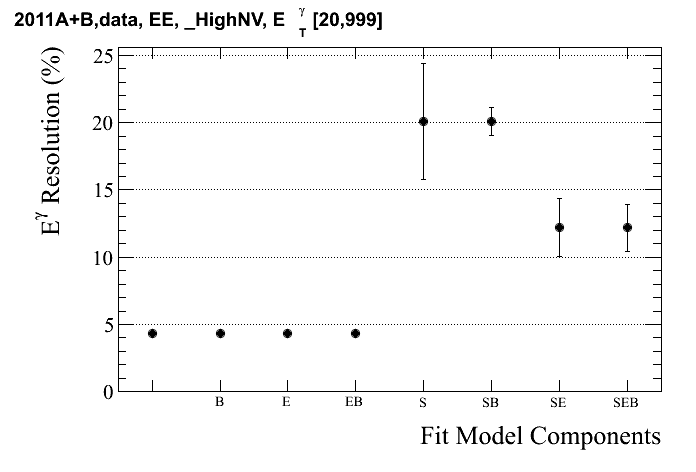 2011A+B,data, EE, _HighNV, E γ T [20,999]
25
20
15
10
5
0
Eγ Resolution (%)
B E EB S SB SE SEB
Fit Model Components